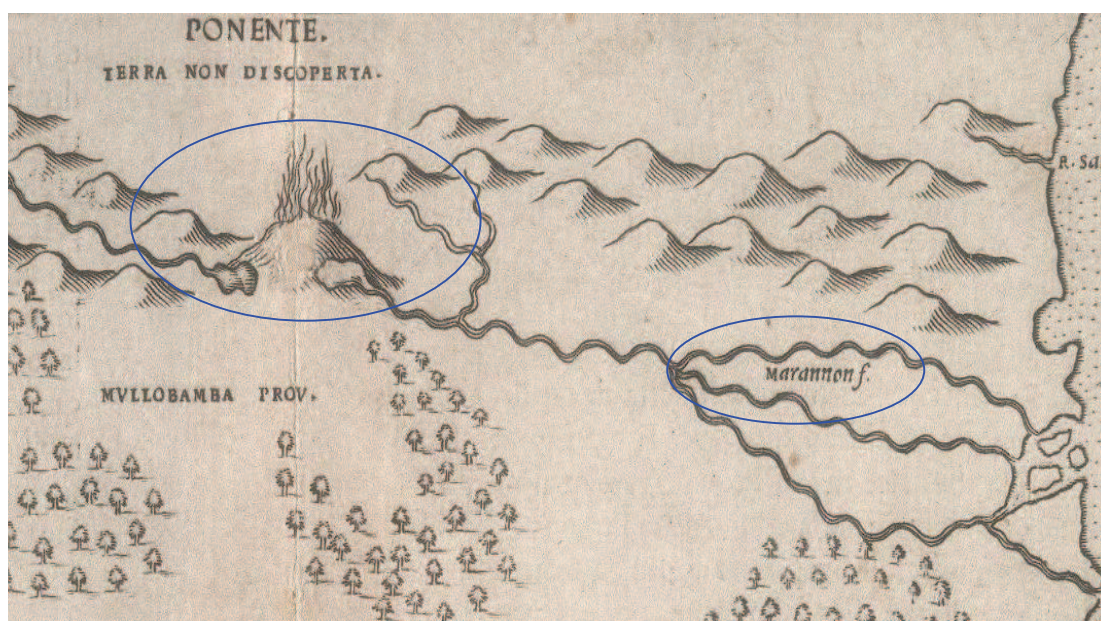 PONENTE.
TERRA NON DISCOPERTA.
R. Sa
Marannon f.
MVLLOBAMBA PROV.